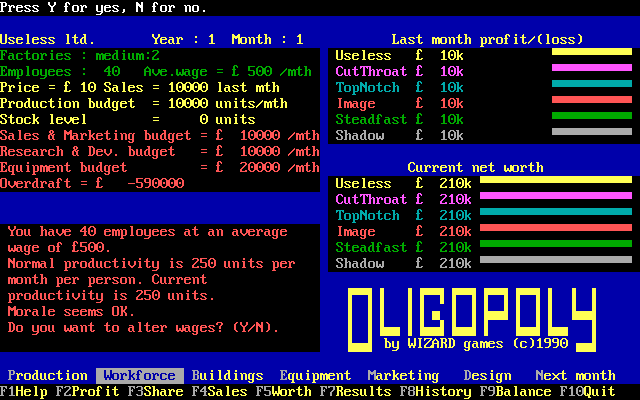 Press Y for yes, N for no.
Useless ltd. Year : 1 Month : 1
Factories : medium:2
Employees : 40 Ave.wage = £ 500 /mth
Price = £ 10 Sales = 10000 last mth
Production budget = 10000 units/mth
Stock level = 0 units
Sales & Marketing budget = £ 10000 /mth
Research & Dev. budget = £ 10000 /mth
Equipment budget = £ 20000 /mth
Overdraft = £ -590000
You have 40 employees at an average
wage of £500.
Normal productivity is 250 units per
month per person. Current
productivity is 250 units.
Morale seems OK.
Do you want to alter wages? (Y/N).
Last month profit/(loss)
Useless £ 10k
CutThroat £ 10k
TopNotch £ 10k
Image £ 10k
Steadfast £ 10k
Shadow £ 10k
Current net worth
Useless £ 210k
CutThroat £ 210k
TopNotch £ 210k
Image £ 210k
Steadfast £ 210k
Shadow £ 210k
OLIGOPOLY
by WIZARD games (c)1990
Production Workforce Buildings Equipment Marketing Design Next month
F1Help F2Profit F3Share F4Sales F5Worth F7Results F8History F9Balance F10Quit